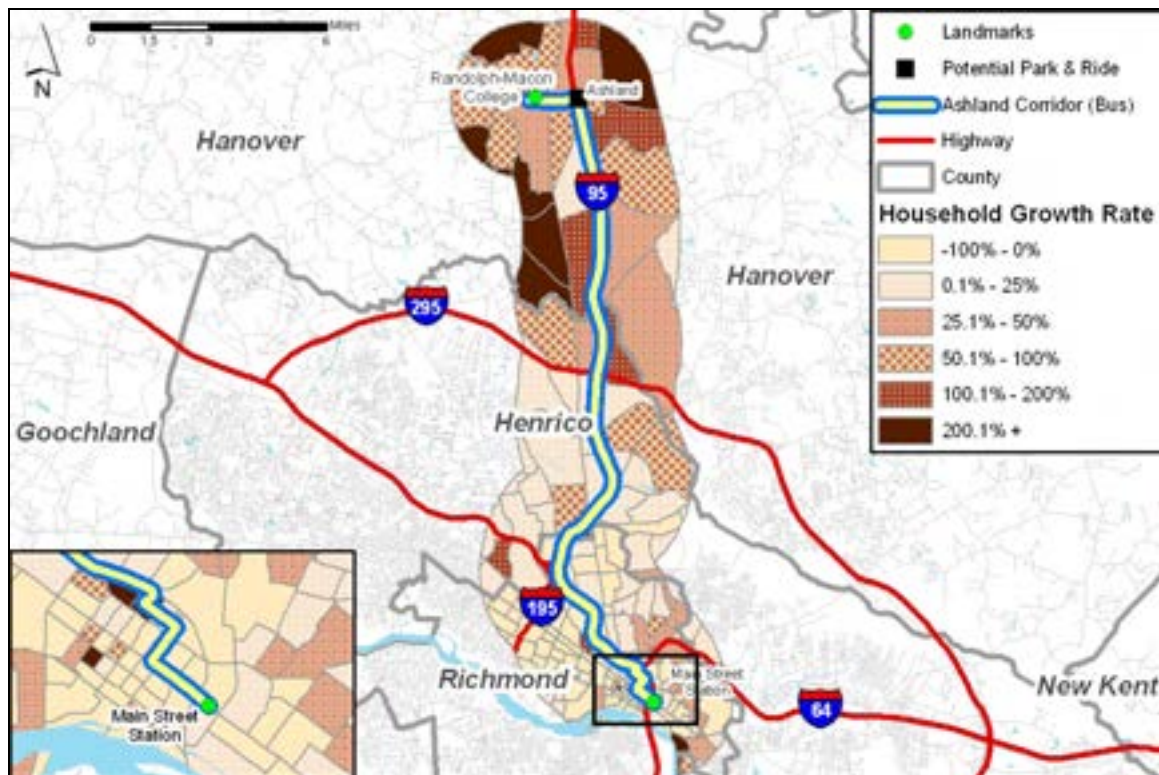 Miles
0 1.5 3 6
N
Randolph-Macon
College
Ashland
Hanover
95
Hanover
295
Goochland
Henrico
195
Richmond
Main Street
Station
64
New Kent
Main Street
Station
Landmarks
Potential Park & Ride
Ashland Corridor (Bus)
Highway
County
Household Growth Rate
-100% - 0%
0.1% - 25%
25.1% - 50%
50.1% - 100%
100.1% - 200%
200.1% +